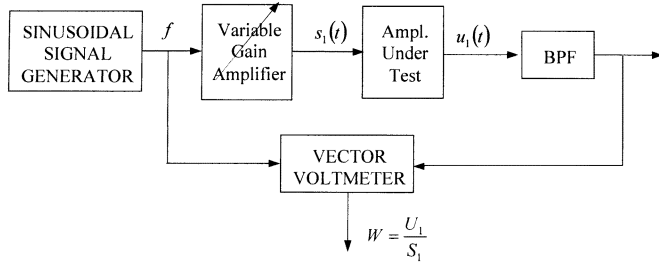 SINUSOIDAL
SIGNAL
GENERATOR
f
Variable
Gain
Amplifier
s₁(t)
Ampl.
Under
Test
u₁(t)
BPF
VECTOR
VOLTMETER
W = U₁/S₁